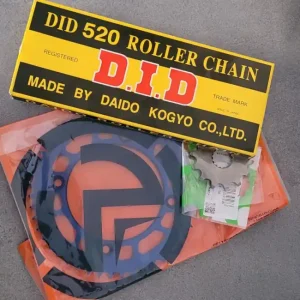 DID 520 ROLLER CHAIN
REGISTERED
D.I.D
TRADE MARK
MADE BY DAIDO KOGYO CO.,LTD.